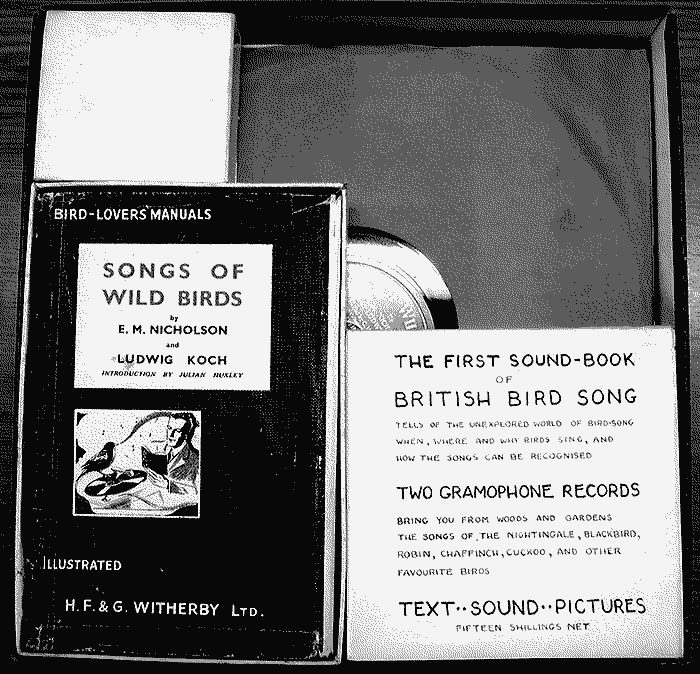 BIRD-LOVERS' MANUALS
SONGS OF
WILD BIRDS
by
E. M. NICHOLSON
and
LUDWIG KOCH
INTRODUCTION BY JULIAN HUXLEY
ILLUSTRATED
H. F. & G. WITHERBY LTD.
THE FIRST SOUND-BOOK
OF
BRITISH BIRD SONG
TELLS OF THE UNEXPLORED WORLD OF BIRD-SONG
WHEN, WHERE AND WHY BIRDS SING, AND
HOW THE SONGS CAN BE RECOGNISED
TWO GRAMOPHONE RECORDS
BRING YOU FROM WOODS AND GARDENS
THE SONGS OF THE NIGHTINGALE, BLACKBIRD,
ROBIN, CHAFFINCH, CUCKOO, AND OTHER
FAVOURITE BIRDS
TEXT··SOUND··PICTURES
FIFTEEN SHILLINGS NET